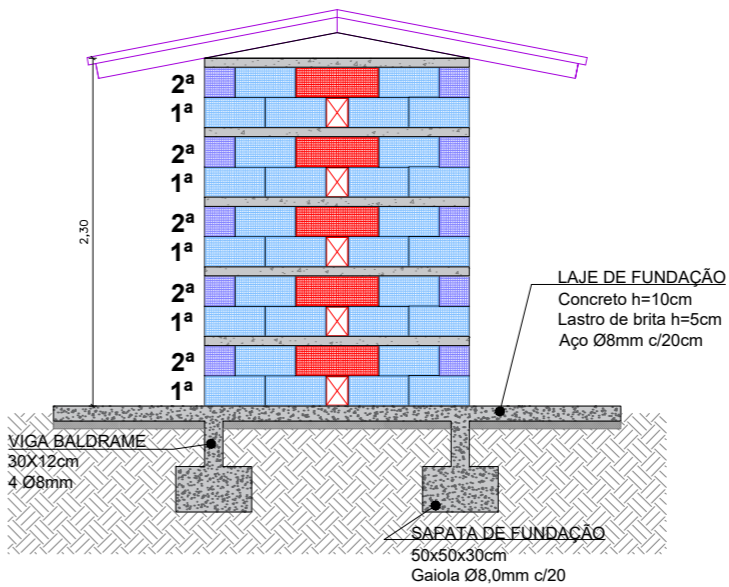 2ª
1ª
2ª
1ª
2ª
1ª
2ª
1ª
2ª
1ª
2,30
LAJE DE FUNDAÇÃO
Concreto h=10cm
Lastro de brita h=5cm
Aço Ø8mm c/20cm
VIGA BALDRAME
30X12cm
4 Ø8mm
SAPATA DE FUNDAÇÃO
50x50x30cm
Gaiola Ø8,0mm c/20